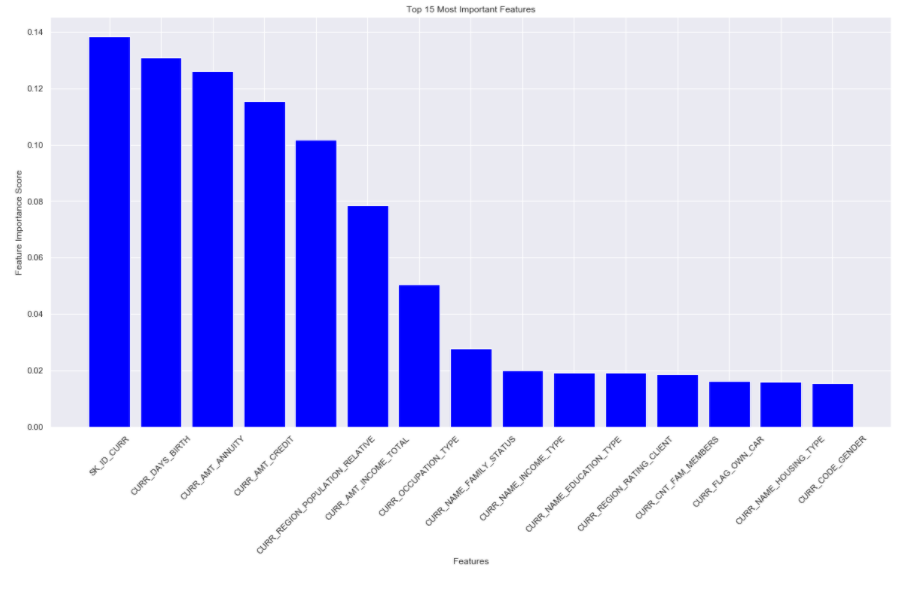 Top 15 Most Important Features
0.14
0.12
0.10
0.08
0.06
0.04
0.02
0.00
Feature Importance Score
SK_ID_CURR
CURR_DAYS_BIRTH
CURR_AMT_ANNUITY
CURR_AMT_CREDIT
CURR_REGION_POPULATION_RELATIVE
CURR_AMT_INCOME_TOTAL
CURR_OCCUPATION_TYPE
CURR_NAME_FAMILY_STATUS
CURR_NAME_INCOME_TYPE
CURR_NAME_EDUCATION_TYPE
CURR_REGION_RATING_CLIENT
CURR_CNT_FAM_MEMBERS
CURR_FLAG_OWN_CAR
CURR_NAME_HOUSING_TYPE
CURR_CODE_GENDER
Features